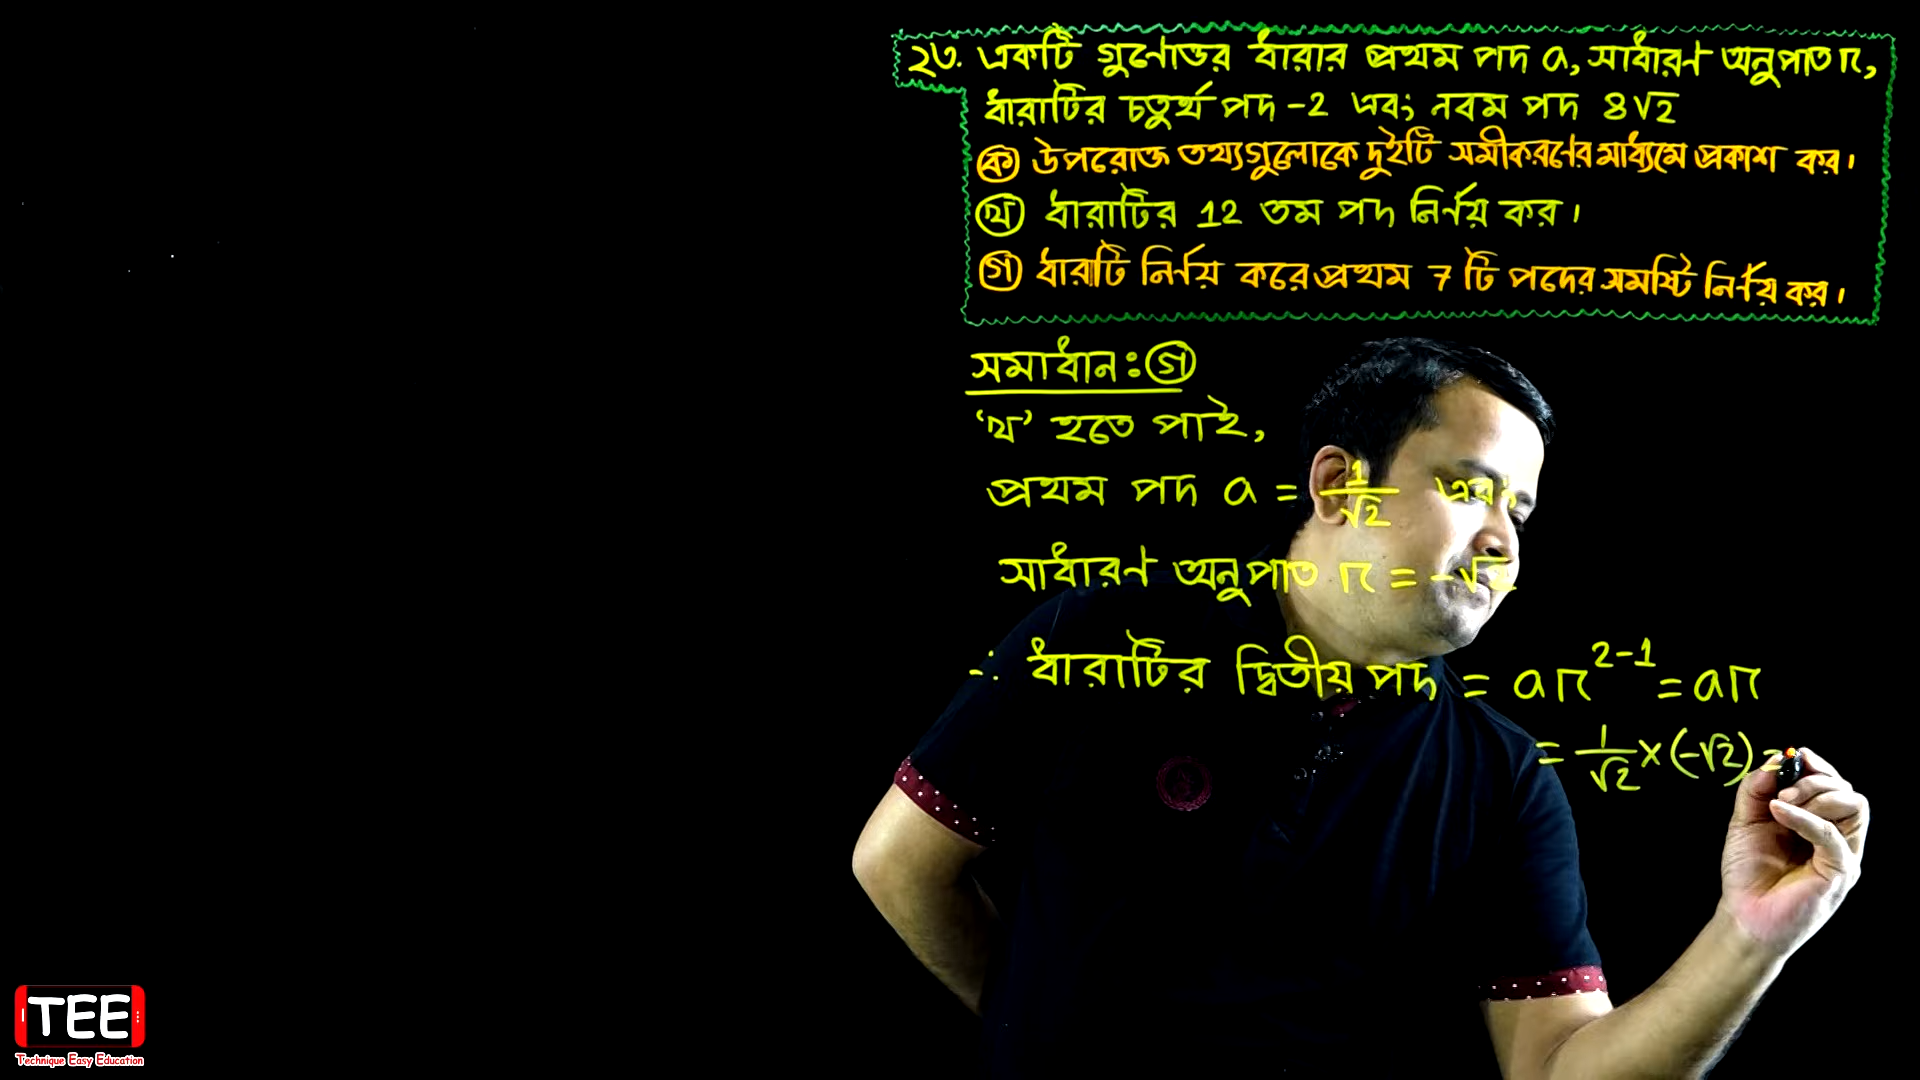 ২৩. একটি গুণোত্তর ধারার প্রথম পদ a, সাধারণ অনুপাত r,
ধারাটির চতুর্থ পদ -2 এবং নবম পদ 8√2
ক উপরোক্ত তথ্যগুলোকে দুইটি সমীকরণের মাধ্যমে প্রকাশ কর।
খ ধারাটির 12 তম পদ নির্ণয় কর।
গ ধারাটি নির্ণয় করে প্রথম 7 টি পদের সমষ্টি নির্ণয় কর।
সমাধান: গ
'খ' হতে পাই,
প্রথম পদ a = 1/√2 এবং
সাধারণ অনুপাত r = -√2
∴ ধারাটির দ্বিতীয় পদ = ar^{2-1} = ar
= 1/√2 × (-√2) =
TEE
Technique Easy Education